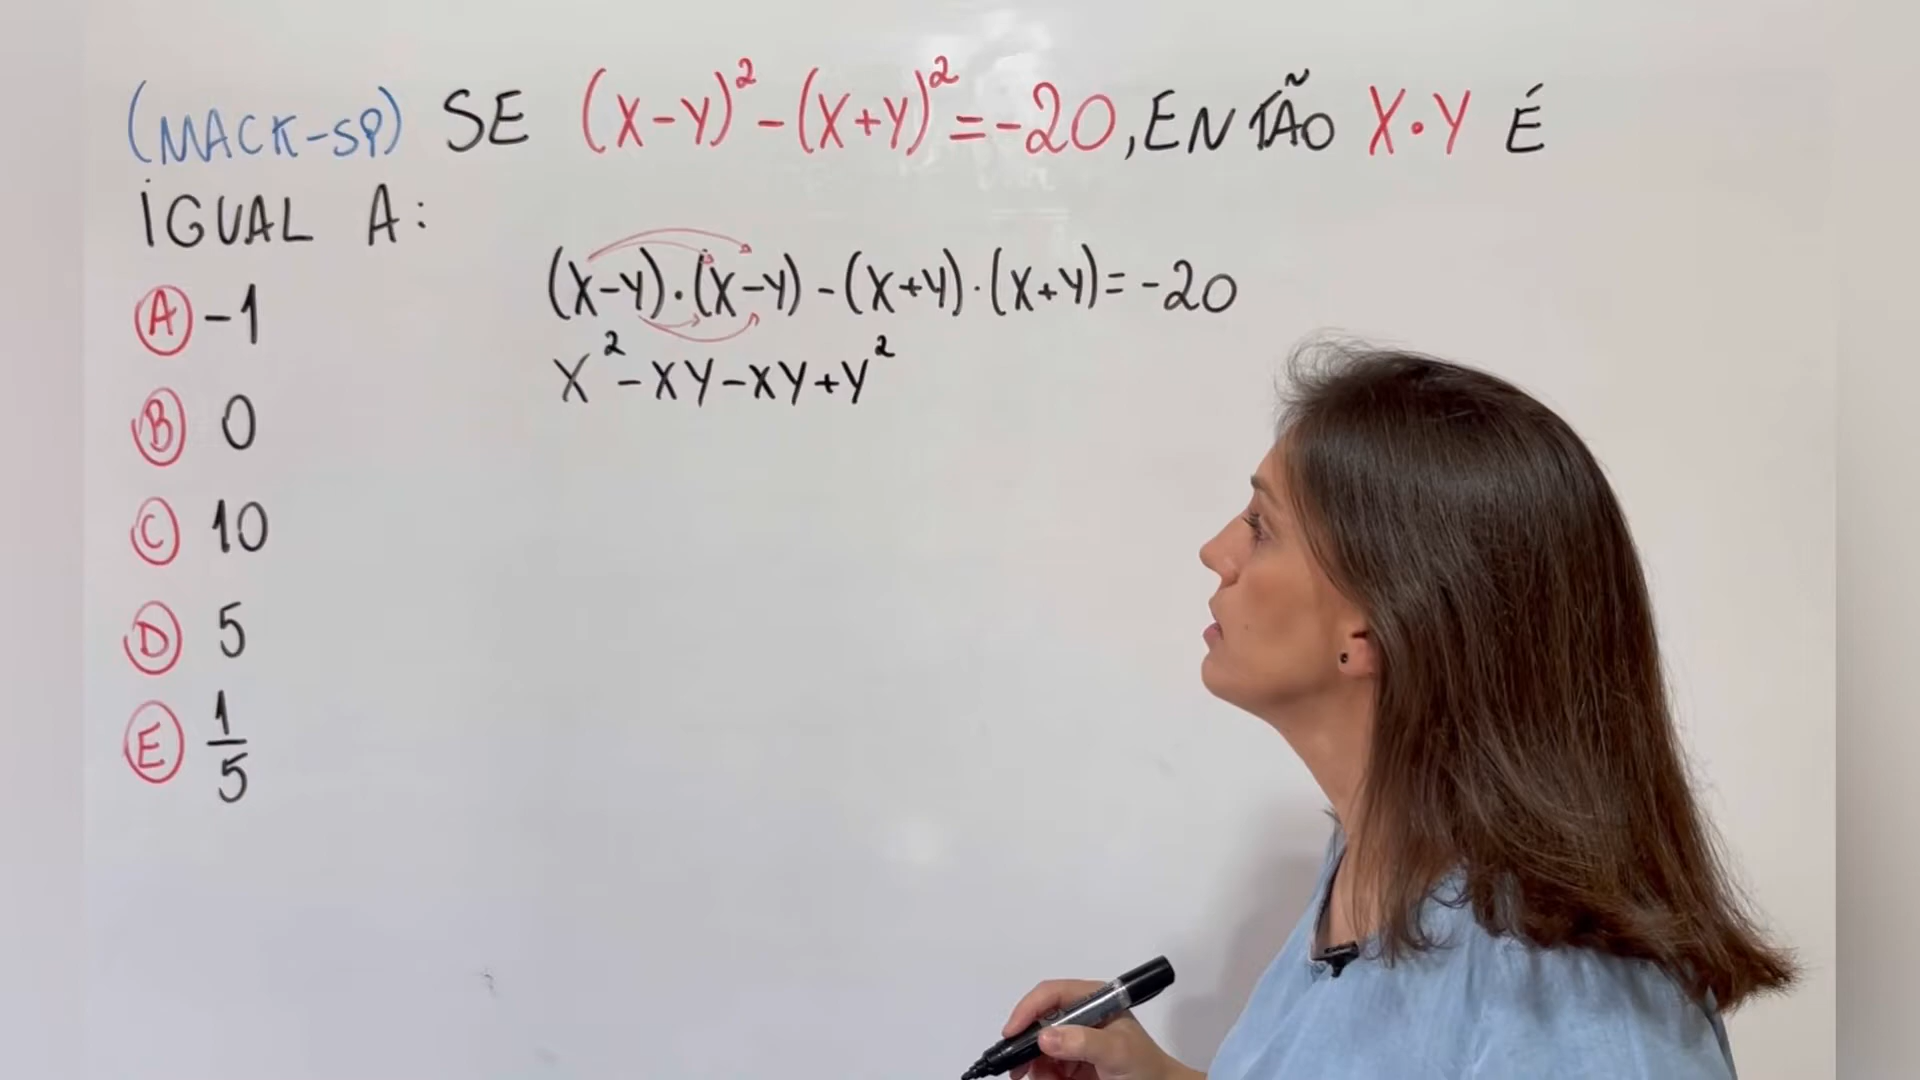 (MACK-SP) SE (X-Y)²-(X+Y)²=-20, ENTÃO X·Y É
IGUAL A:
(X-Y)·(X-Y)-(X+Y)·(X+Y)=-20
X²-XY-XY+Y²
A -1
B 0
C 10
D 5
E 1/5